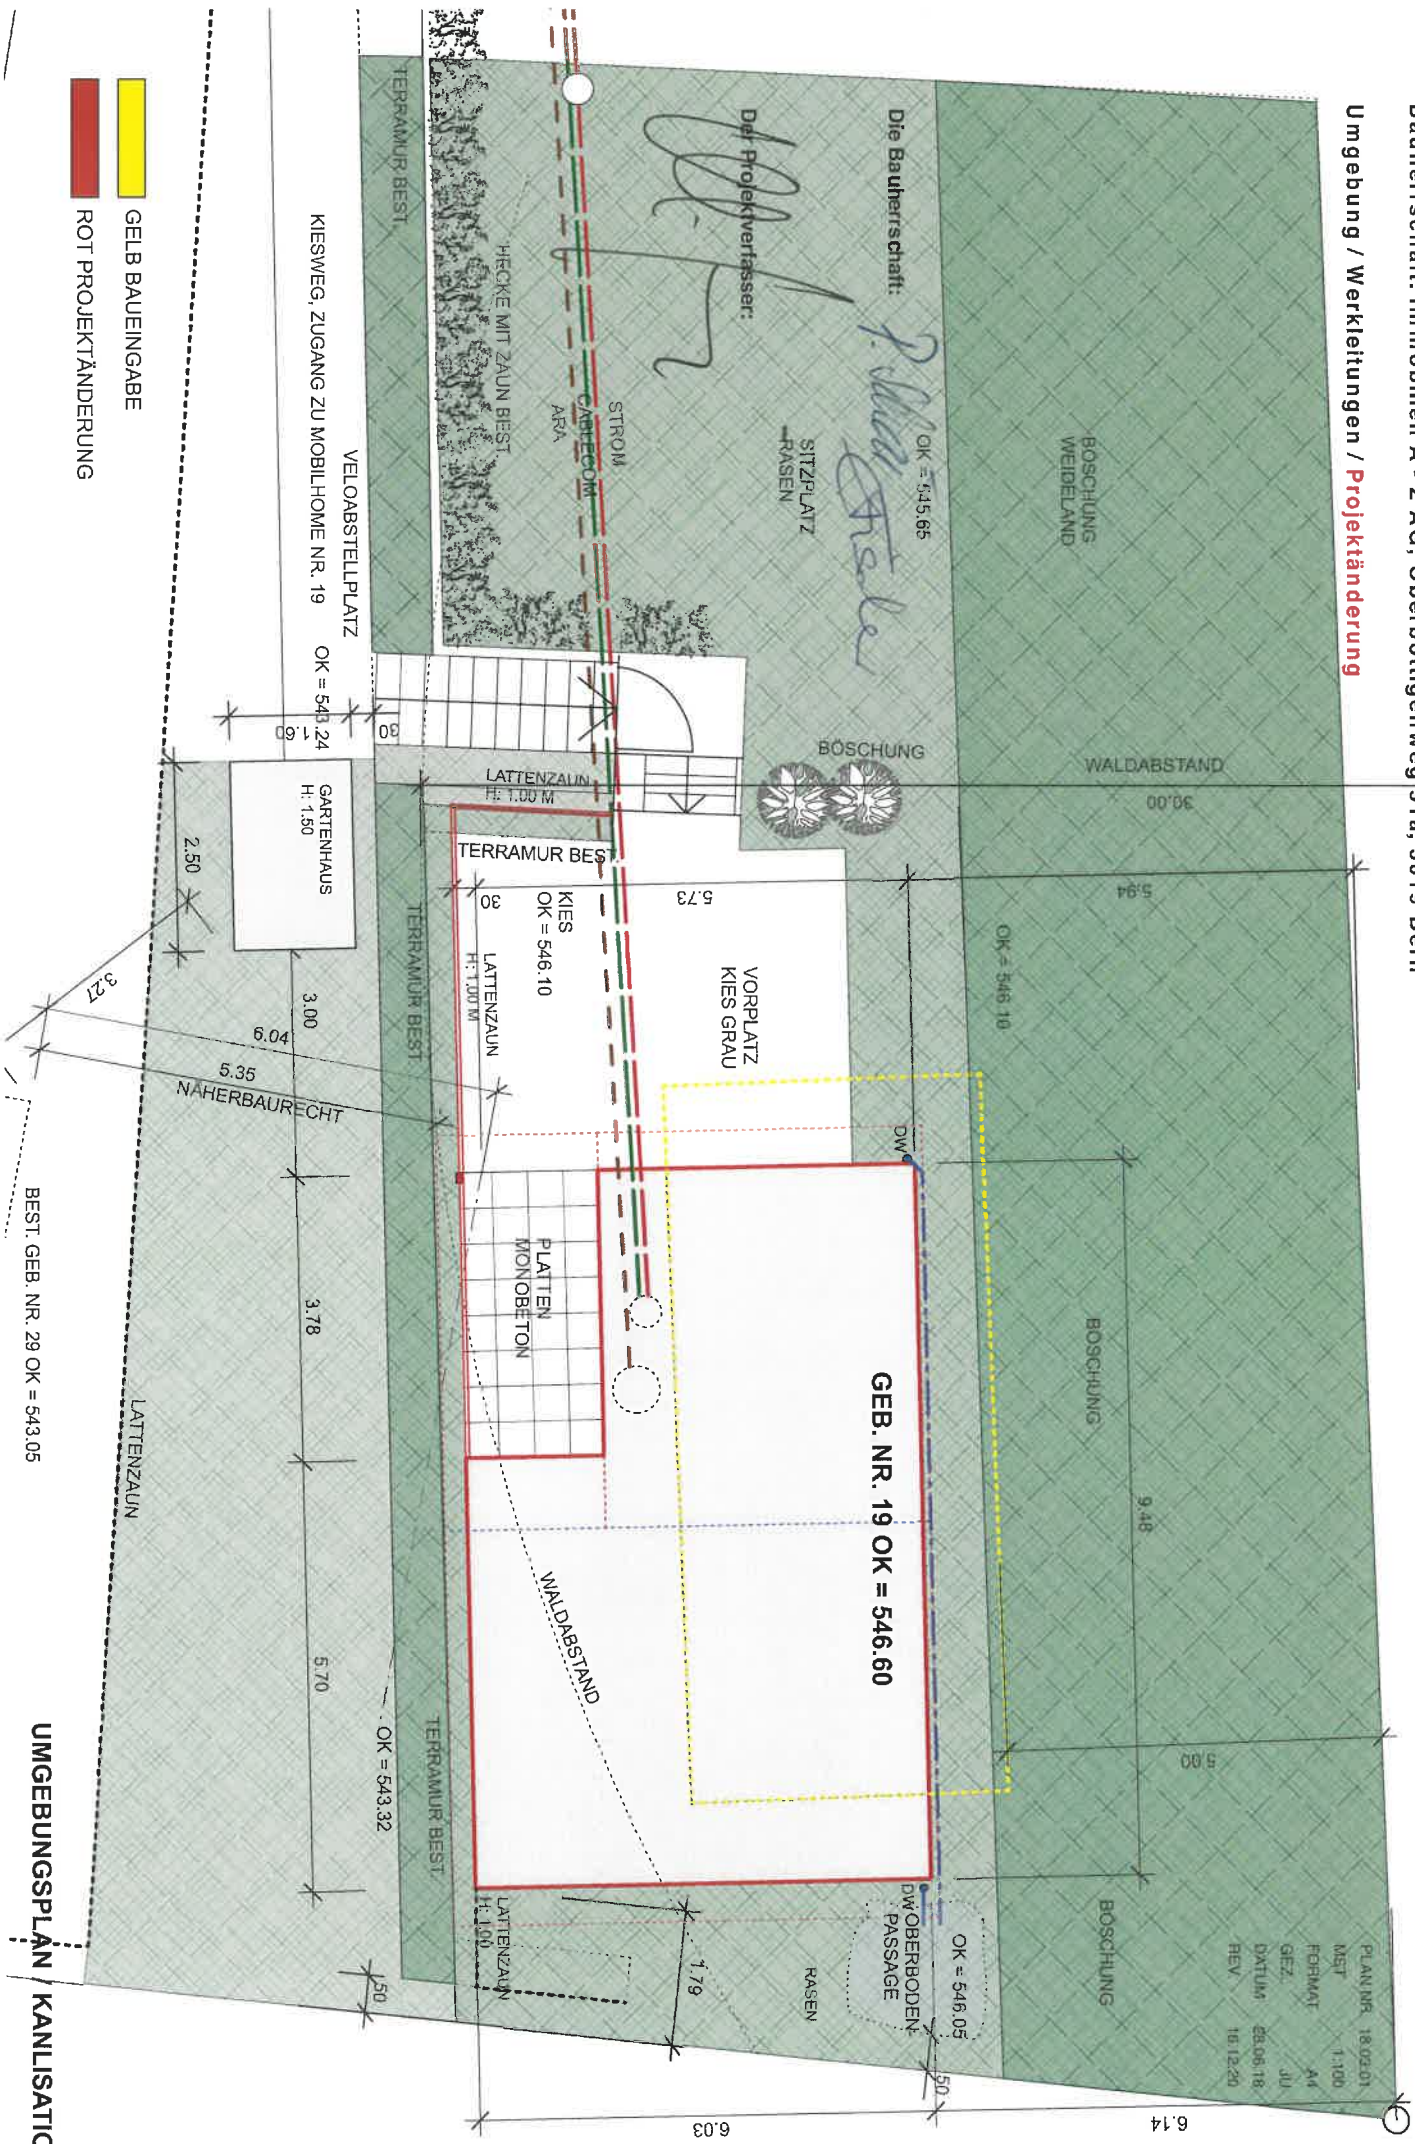 Umgebung / Werkleitungen / Projektänderung
PLAN NR. 18.09.01
MST 1:100
FORMAT A4
GEZ. JU
DATUM 28.06.18
REV 16.12.20
Die Bauherrschaft:
Der Projektverfasser:
BÖSCHUNG
WEIDELAND
WALDABSTAND
30.00
5.94
OK = 546.10
BÖSCHUNG
9.48
5.00
BÖSCHUNG
6.14
OK = 545.65
SITZPLATZ
RASEN
BÖSCHUNG
5.73
VORPLATZ
KIES GRAU
DW
GEB. NR. 19 OK = 546.60
DW
OBERBODEN-
PASSAGE
OK = 546.05
50
RASEN
6.03
1.79
STROM
CABLECOM
ARA
HECKE MIT ZAUN BEST.
TERRAMUR BEST.
LATTENZAUN
H: 1.00 M
TERRAMUR BEST.
KIES
OK = 546.10
30
LATTENZAUN
H: 1.00 M
PLATTEN
MONOBETON
WALDABSTAND
LATTENZAUN
H: 1.00
TERRAMUR BEST.
TERRAMUR BEST.
OK = 543.32
50
VELOABSTELLPLATZ
KIESWEG, ZUGANG ZU MOBILHOME NR. 19
OK = 543.24
30
1.60
GARTENHAUS
H: 1.50
2.50
3.00
3.78
5.70
3.27
6.04
5.35
NÄHERBAURECHT
LATTENZAUN
BEST. GEB. NR. 29 OK = 543.05
GELB BAUEINGABE
ROT PROJEKTÄNDERUNG
UMGEBUNGSPLAN / KANLISATIO